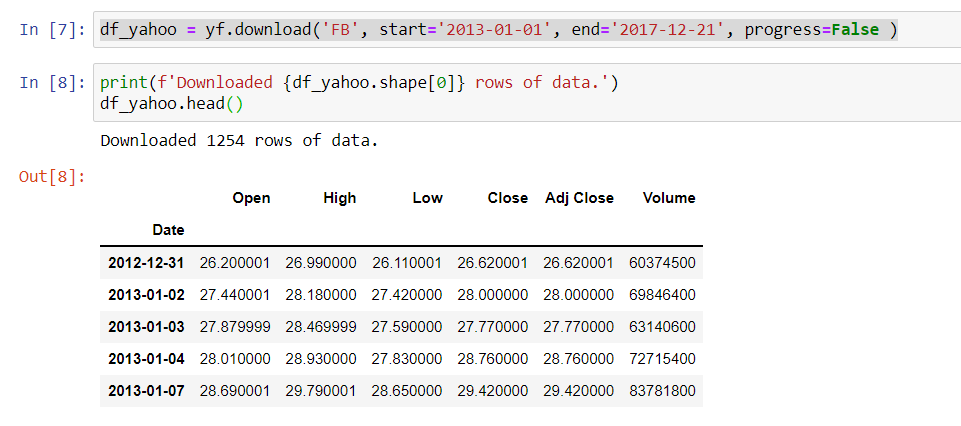 In [7]: df_yahoo = yf.download('FB', start='2013-01-01', end='2017-12-21', progress=False )
In [8]: print(f'Downloaded {df_yahoo.shape[0]} rows of data.')
df_yahoo.head()
Downloaded 1254 rows of data.
Out[8]:
Open High Low Close Adj Close Volume
Date
2012-12-31 26.200001 26.990000 26.110001 26.620001 26.620001 60374500
2013-01-02 27.440001 28.180000 27.420000 28.000000 28.000000 69846400
2013-01-03 27.879999 28.469999 27.590000 27.770000 27.770000 63140600
2013-01-04 28.010000 28.930000 27.830000 28.760000 28.760000 72715400
2013-01-07 28.690001 29.790001 28.650000 29.420000 29.420000 83781800